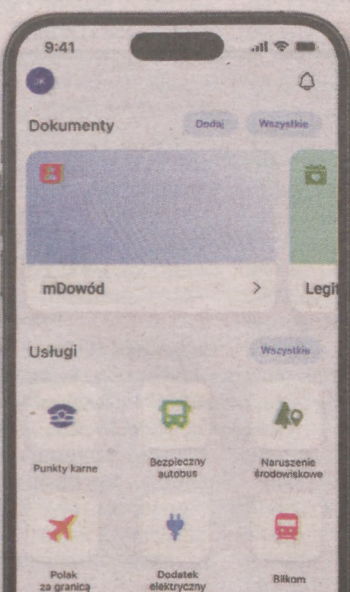 9:41
Dokumenty
Dodaj
Wszystkie
mDowód
Legit
Usługi
Wszystkie
Punkty karne
Bezpieczny
autobus
Naruszenie
środowiskowe
Polak
za granicą
Dodatek
elektryczny
Bilkom